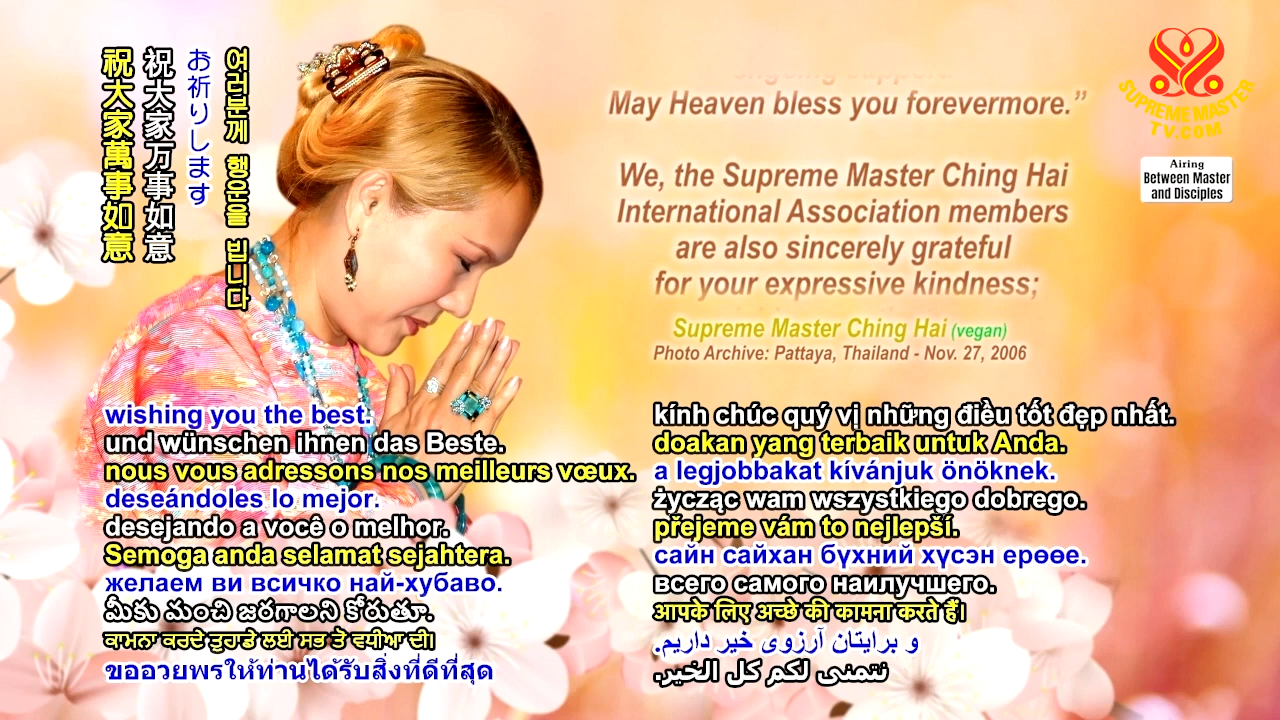 祝大家萬事如意
祝大家万事如意
お祈りします
여러분께 행운을 빕니다
ongoing support.
May Heaven bless you forevermore.”
We, the Supreme Master Ching Hai
International Association members
are also sincerely grateful
for your expressive kindness;
Supreme Master Ching Hai (vegan)
Photo Archive: Pattaya, Thailand - Nov. 27, 2006
SUPREME MASTER
TV.COM
Airing
Between Master
and Disciples
wishing you the best.
und wünschen ihnen das Beste.
nous vous adressons nos meilleurs vœux.
deseándoles lo mejor.
desejando a você o melhor.
Semoga anda selamat sejahtera.
желаем ви всичко най-хубаво.
మీకు మంచి జరగాలని కోరుతూ.
ਕਾਮਨਾ ਕਰਦੇ ਤੁਹਾਡੇ ਲਈ ਸਭ ਤੋ ਵਧੀਆ ਦੀ।
ขออวยพรให้ท่านได้รับสิ่งที่ดีที่สุด
kính chúc quý vị những điều tốt đẹp nhất.
doakan yang terbaik untuk Anda.
a legjobbakat kívánjuk önöknek.
życząc wam wszystkiego dobrego.
přejeme vám to nejlepší.
сайн сайхан бүхний хүсэн ерөөе.
всего самого наилучшего.
आपके लिए अच्छे की कामना करते हैं।
و برایتان آرزوی خیر داریم.
نتمنى لكم كل الخير.